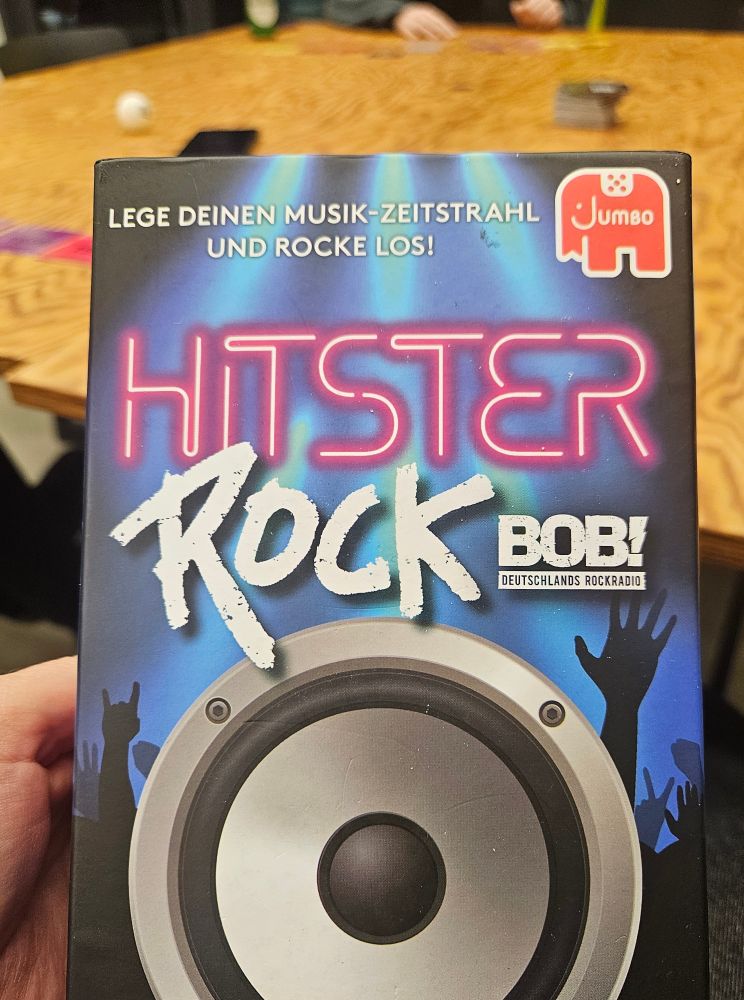 LEGE DEINEN MUSIK-ZEITSTRAHL
UND ROCKE LOS!
Jumbo
HITSTER
ROCK
BOB!
DEUTSCHLANDS ROCKRADIO